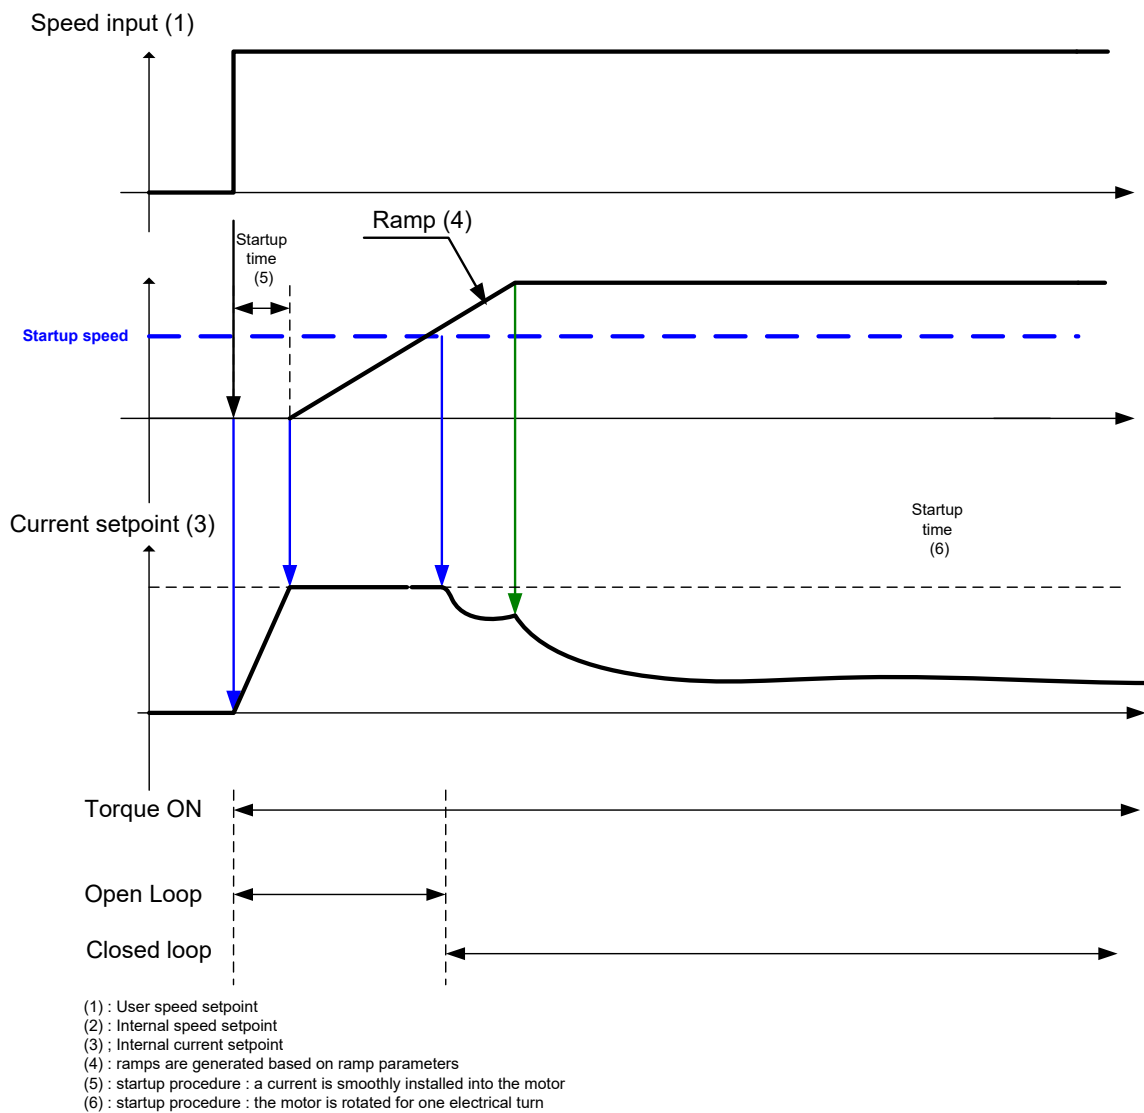 Speed input (1)
Ramp (4)
Startup
time
(5)
Startup speed
Current setpoint (3)
Startup
time
(6)
Torque ON
Open Loop
Closed loop
(1) : User speed setpoint
(2) : Internal speed setpoint
(3) ; Internal current setpoint
(4) : ramps are generated based on ramp parameters
(5) : startup procedure : a current is smoothly installed into the motor
(6) : startup procedure : the motor is rotated for one electrical turn